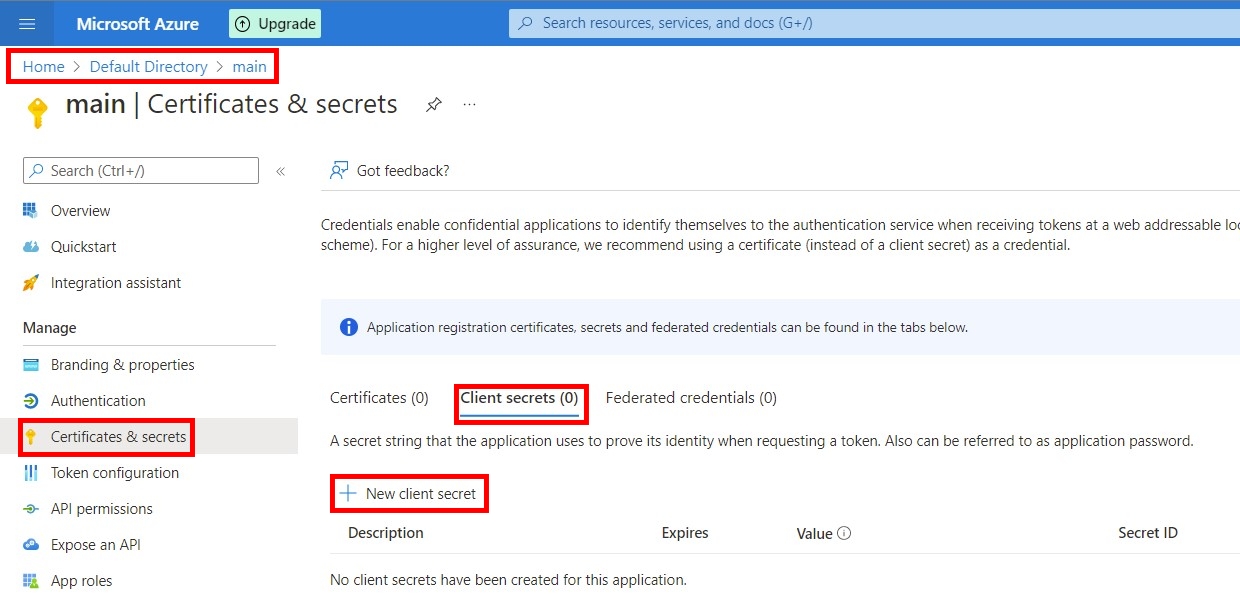 Microsoft Azure
Upgrade
Search resources, services, and docs (G+/)
Home > Default Directory > main
main | Certificates & secrets
...
Search (Ctrl+/)
«
Overview
Quickstart
Integration assistant
Manage
Branding & properties
Authentication
Certificates & secrets
Token configuration
API permissions
Expose an API
App roles
Got feedback?
Credentials enable confidential applications to identify themselves to the authentication service when receiving tokens at a web addressable
scheme). For a higher level of assurance, we recommend using a certificate (instead of a client secret) as a credential.
Application registration certificates, secrets and federated credentials can be found in the tabs below.
Certificates (0) Client secrets (0) Federated credentials (0)
A secret string that the application uses to prove its identity when requesting a token. Also can be referred to as application password.
+ New client secret
Description Expires Value Secret ID
No client secrets have been created for this application.